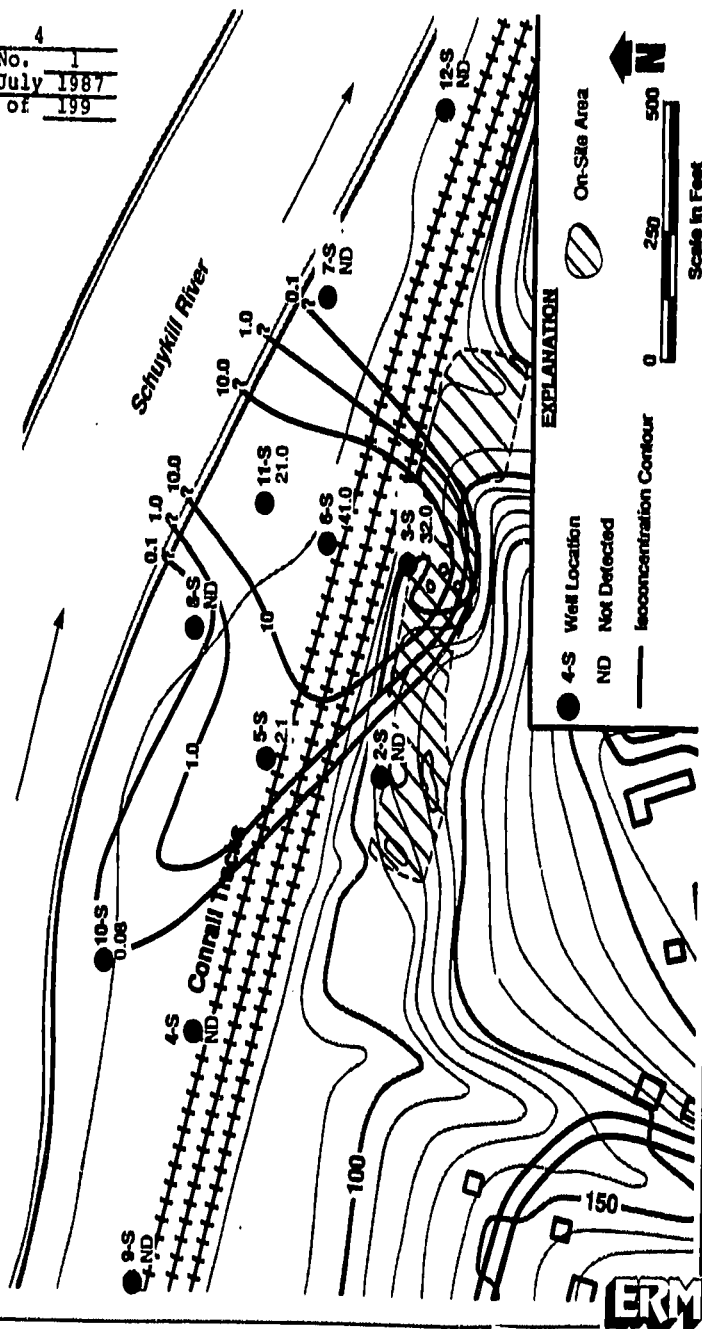 4
No. 1
July 1987
of 199
Schuykill River
0.1
1.0
10.0
10.0
1.0
0.1
?
?
?
?
?
?
10-S
0.08
8-S
ND
11-S
21.0
7-S
ND
12-S
ND
1.0
10
5-S
2.1
6-S
41.0
9-S
ND
4-S
ND
Conrail Tracks
2-S
ND
3-S
32.0
100
150
EXPLANATION
4-S Well Location
ND Not Detected
Isoconcentration Contour
On-Site Area
N
0 250 500
Scale in Feet
ERM